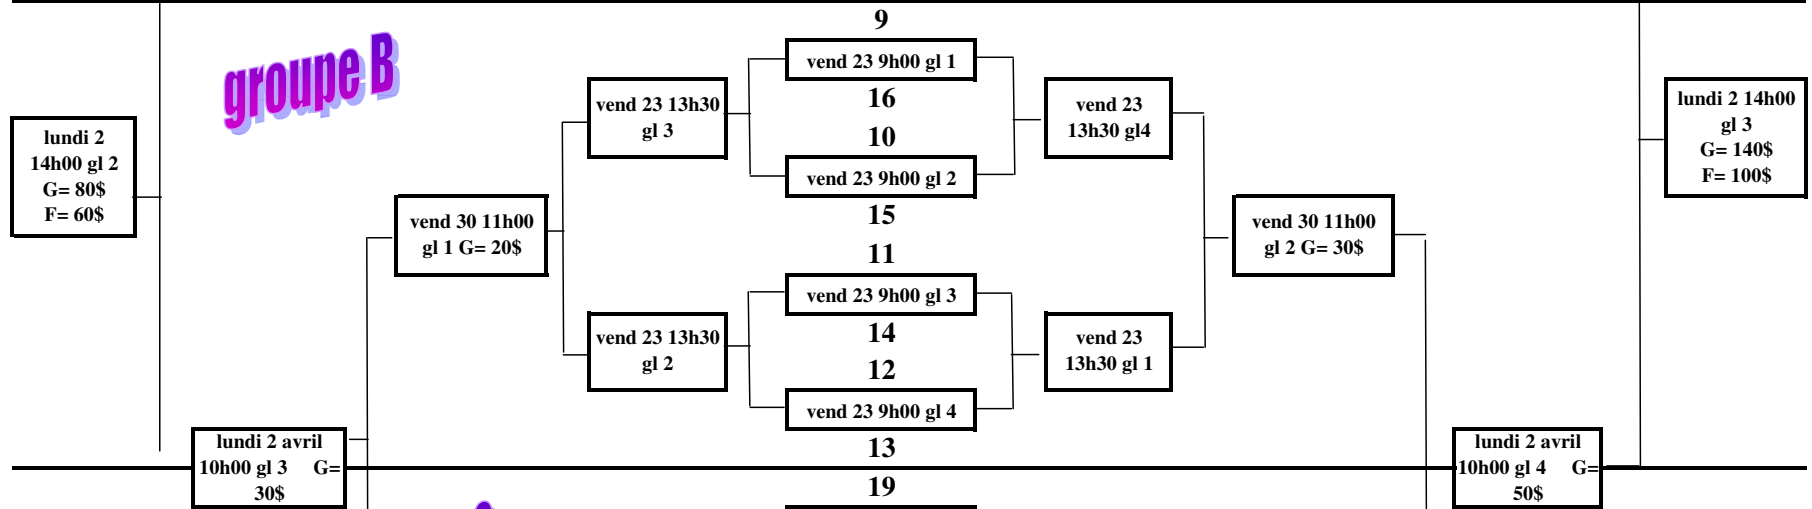 9
groupe B
vend 23 9h00 gl 1
vend 23 13h30
gl 3
16
10
vend 23
13h30 gl4
lundi 2 14h00
gl 3
G= 140$
F= 100$
lundi 2
14h00 gl 2
G= 80$
F= 60$
vend 23 9h00 gl 2
15
11
vend 30 11h00
gl 1 G= 20$
vend 30 11h00
gl 2 G= 30$
vend 23 9h00 gl 3
14
12
vend 23 13h30
gl 2
vend 23
13h30 gl 1
vend 23 9h00 gl 4
13
lundi 2 avril
10h00 gl 3 G=
30$
lundi 2 avril
10h00 gl 4 G=
50$
19